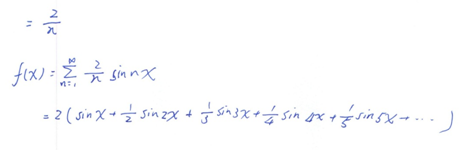 = 2/n
f(x) = ∑_{n=1}^{∞} 2/n sin nx
= 2 ( sin x + 1/2 sin 2x + 1/3 sin 3x + 1/4 sin 4x + 1/5 sin 5x + ⋯ )